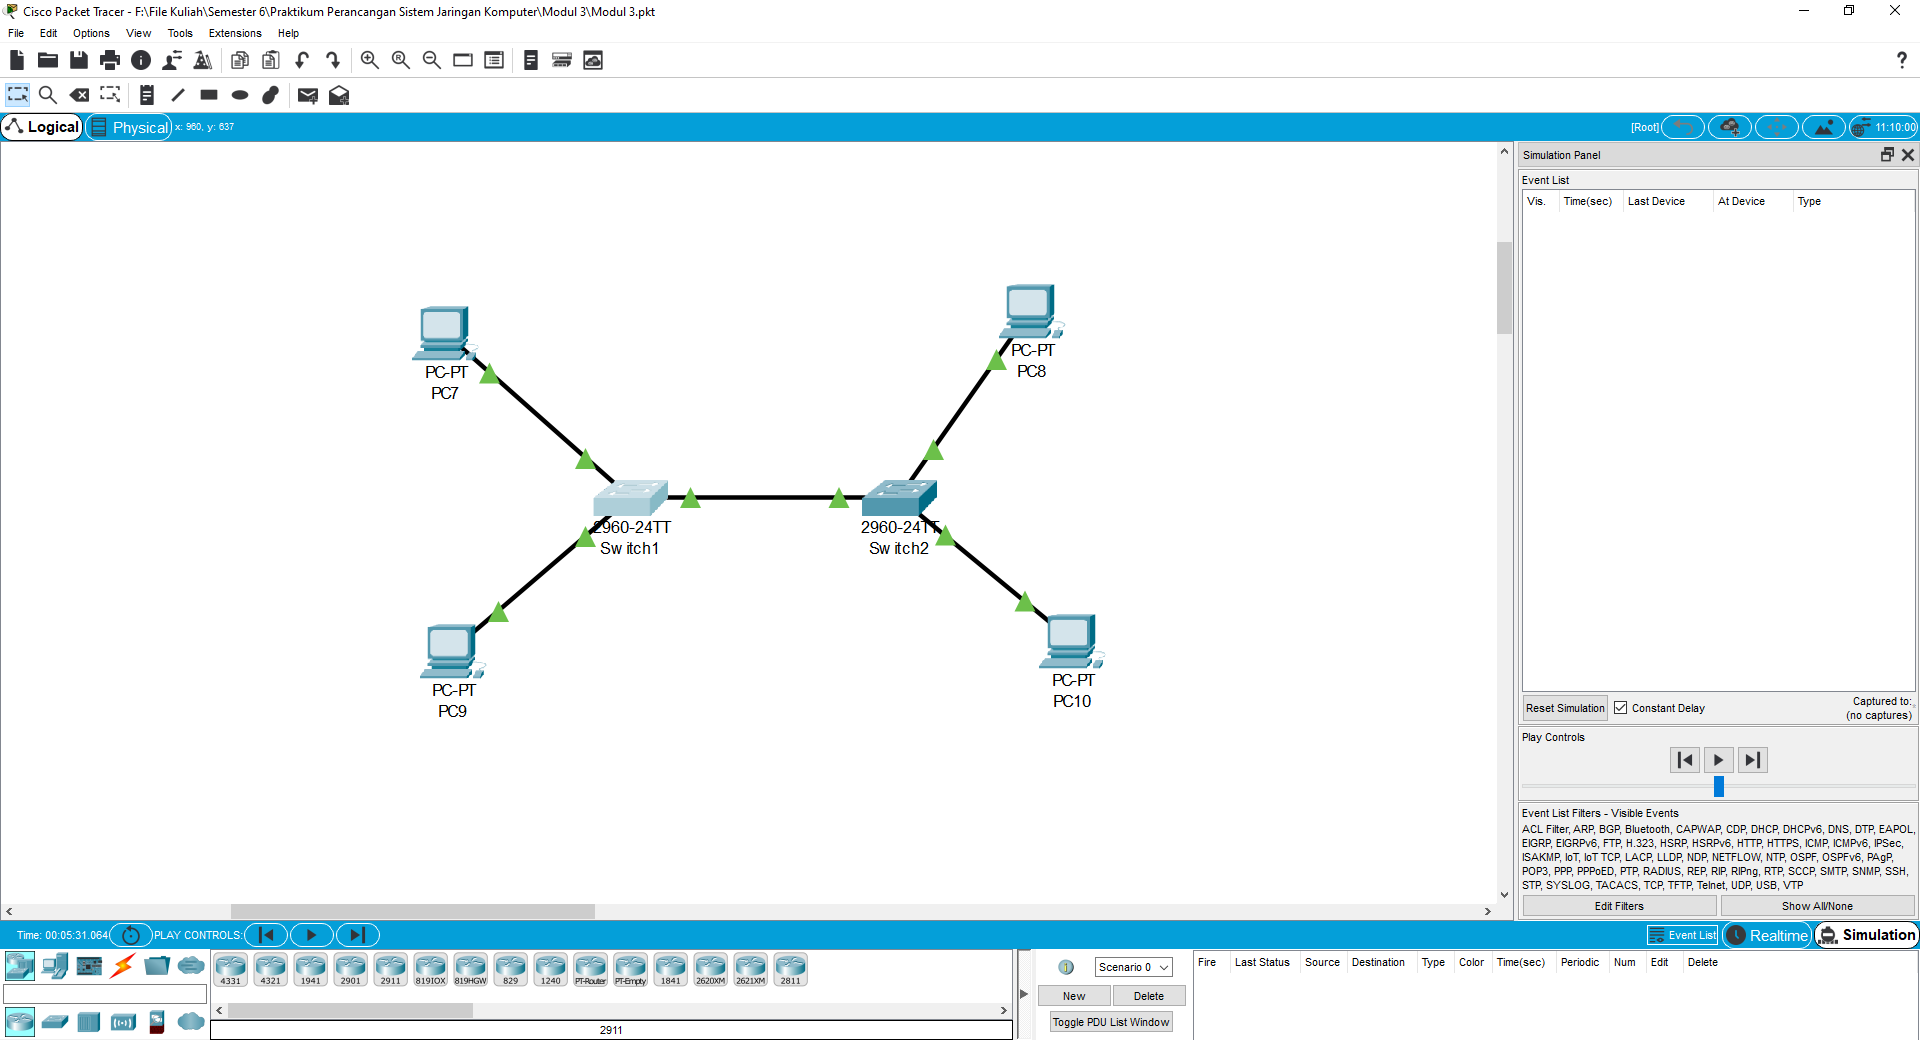 Cisco Packet Tracer - F:\File Kuliah\Semester 6\Praktikum Perancangan Sistem Jaringan Komputer\Modul 3\Modul 3.pkt
File Edit Options View Tools Extensions Help
?
Logical Physical x: 960, y: 637 [Root] 11:10:00
Simulation Panel
Event List
Vis. Time(sec) Last Device At Device Type
PC-PT
PC7
PC-PT
PC8
2960-24TT
Switch1
2960-24TT
Switch2
PC-PT
PC9
PC-PT
PC10
Reset Simulation Constant Delay Captured to:
(no captures)
Play Controls
Event List Filters - Visible Events
ACL Filter, ARP, BGP, Bluetooth, CAPWAP, CDP, DHCP, DHCPv6, DNS, DTP, EAPOL,
EIGRP, EIGRPv6, FTP, H.323, HSRP, HSRPv6, HTTP, HTTPS, ICMP, ICMPv6, IPSec,
ISAKMP, IoT, IoT TCP, LACP, LLDP, NDP, NETFLOW, NTP, OSPF, OSPFv6, PAgP,
POP3, PPP, PPPoED, PTP, RADIUS, REP, RIP, RIPng, RTP, SCCP, SMTP, SNMP, SSH,
STP, SYSLOG, TACACS, TCP, TFTP, Telnet, UDP, USB, VTP
Edit Filters Show All/None
Time: 00:05:31.064 PLAY CONTROLS: Event List Realtime Simulation
4331 4321 1941 2901 2911 819IOX 819HGW 829 1240 PT-Router PT-Empty 1841 2620XM 2621XM 2811
2911
Scenario 0
New Delete
Toggle PDU List Window
Fire Last Status Source Destination Type Color Time(sec) Periodic Num Edit Delete